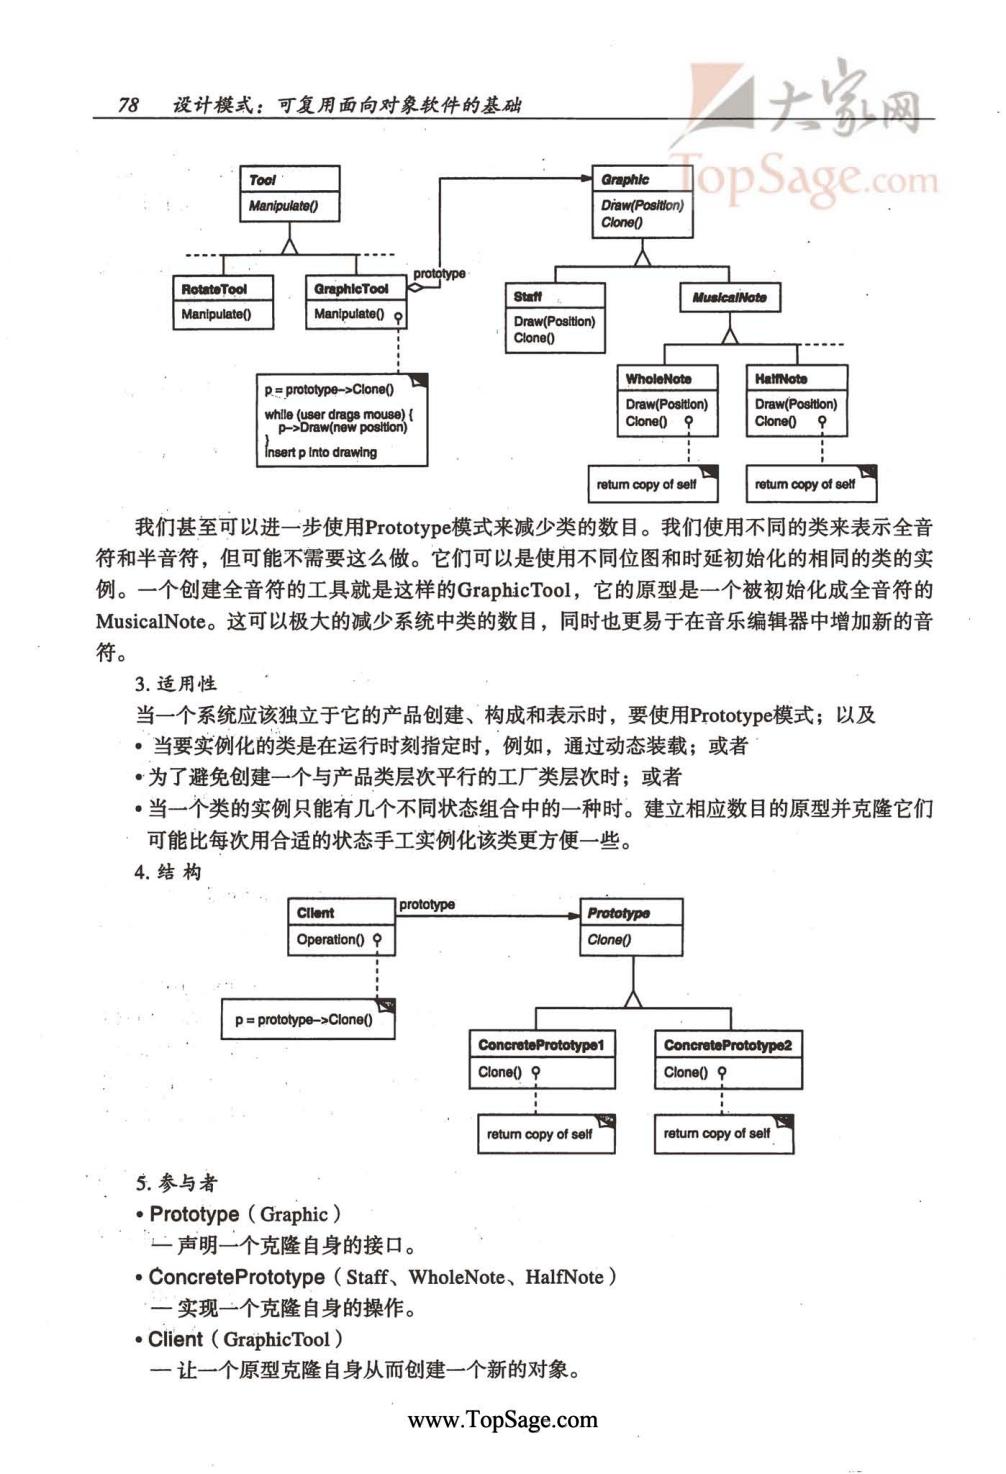 78 设计模式：可复用面向对象软件的基础
大家网
TopSage.com
Tool
Manipulate()
Graphic
Draw(Position)
Clone()
prototype
RotateTool
Manipulate()
GraphicTool
Manipulate()
Staff
Draw(Position)
Clone()
MusicalNote
p = prototype->Clone()
while (user drags mouse) {
p->Draw(new position)
}
insert p into drawing
WholeNote
Draw(Position)
Clone()
HalfNote
Draw(Position)
Clone()
return copy of self
return copy of self
我们甚至可以进一步使用Prototype模式来减少类的数目。我们使用不同的类来表示全音
符和半音符，但可能不需要这么做。它们可以是使用不同位图和时延初始化的相同的类的实
例。一个创建全音符的工具就是这样的GraphicTool，它的原型是一个被初始化成全音符的
MusicalNote。这可以极大的减少系统中类的数目，同时也更易于在音乐编辑器中增加新的音
符。
3. 适用性
当一个系统应该独立于它的产品创建、构成和表示时，要使用Prototype模式；以及
• 当要实例化的类是在运行时刻指定时，例如，通过动态装载；或者
• 为了避免创建一个与产品类层次平行的工厂类层次时；或者
• 当一个类的实例只能有几个不同状态组合中的一种时。建立相应数目的原型并克隆它们
可能比每次用合适的状态手工实例化该类更方便一些。
4. 结构
Client
Operation()
prototype
Prototype
Clone()
p = prototype->Clone()
ConcretePrototype1
Clone()
ConcretePrototype2
Clone()
return copy of self
return copy of self
5. 参与者
• Prototype（Graphic）
— 声明一个克隆自身的接口。
• ConcretePrototype（Staff、WholeNote、HalfNote）
— 实现一个克隆自身的操作。
• Client（GraphicTool）
— 让一个原型克隆自身从而创建一个新的对象。
www.TopSage.com